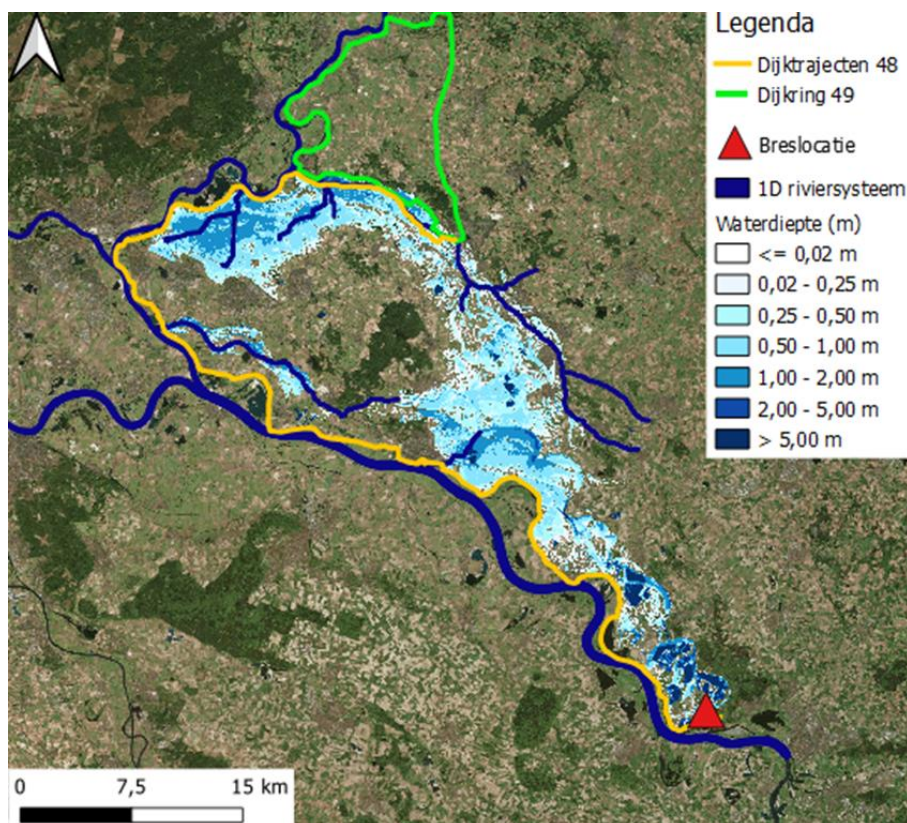 Legenda
Dijktrajecten 48
Dijkring 49
Breslocatie
1D riviersysteem
Waterdiepte (m)
<= 0,02 m
0,02 - 0,25 m
0,25 - 0,50 m
0,50 - 1,00 m
1,00 - 2,00 m
2,00 - 5,00 m
> 5,00 m
0 7,5 15 km